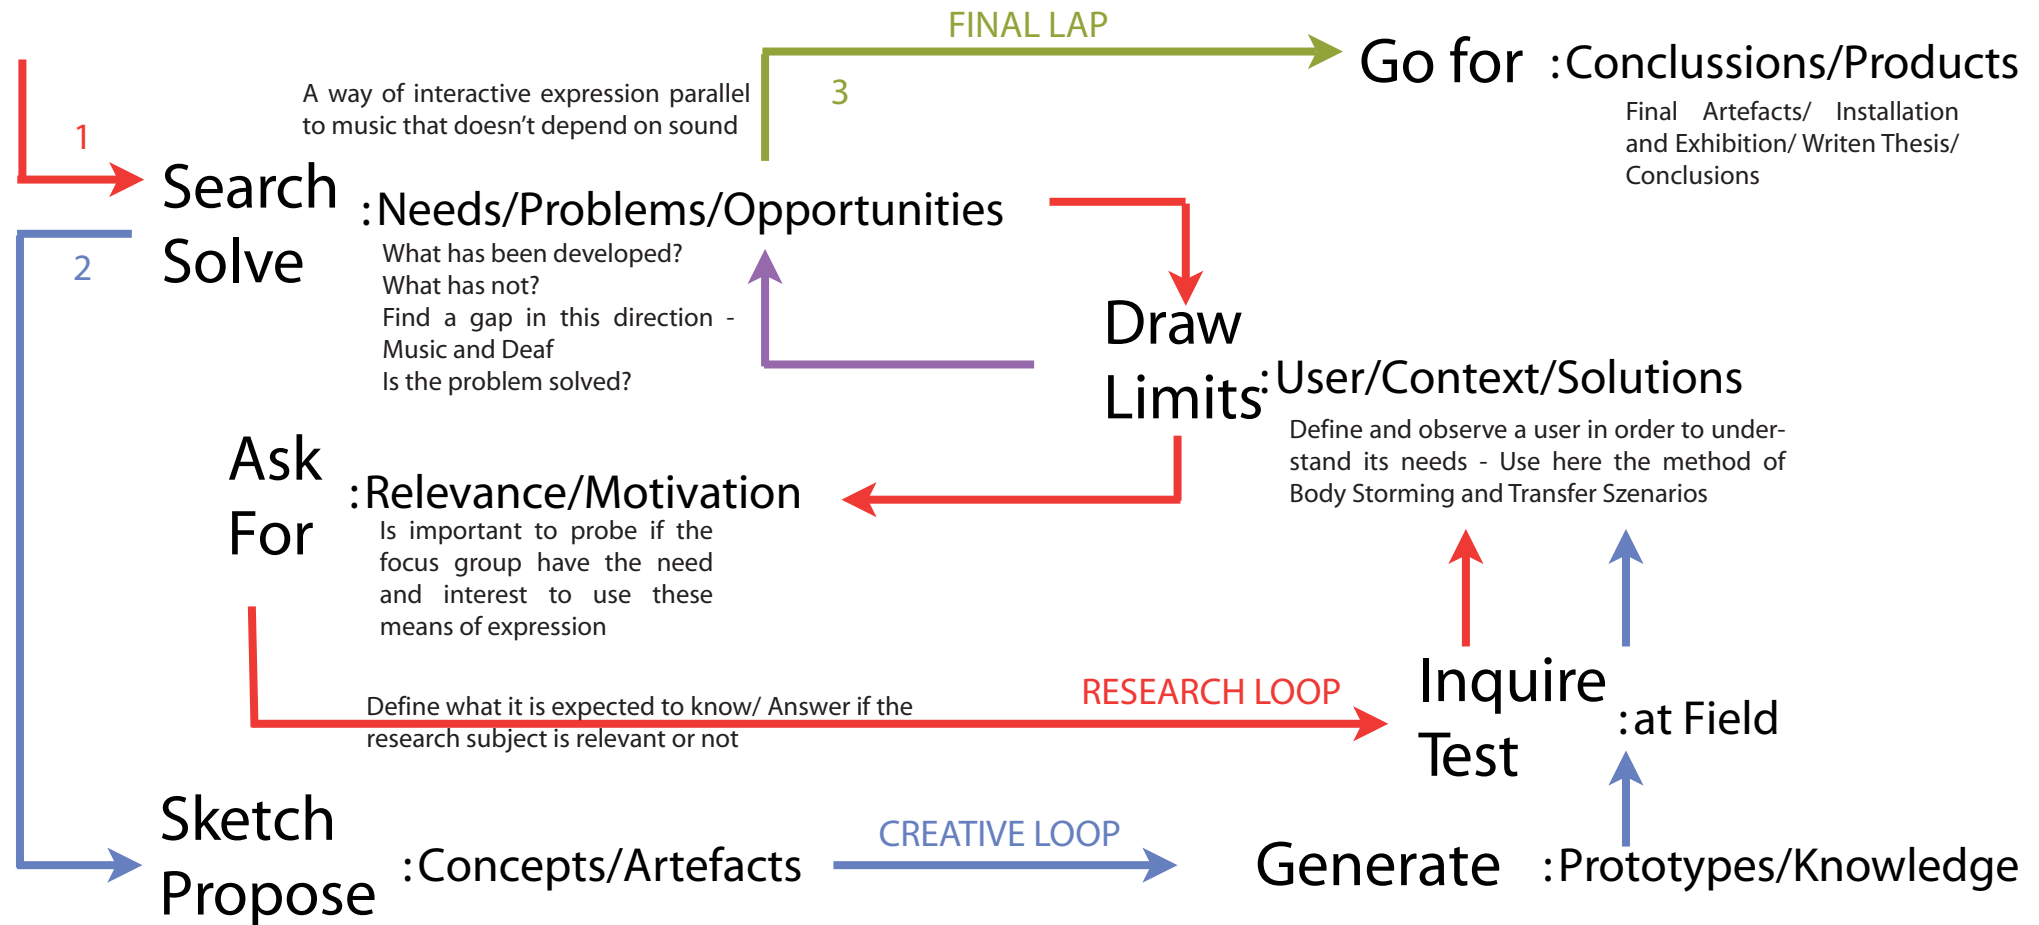 FINAL LAP
3
Go for :Conclussions/Products
Final Artefacts/ Installation
and Exhibition/ Writen Thesis/
Conclusions
1
A way of interactive expression parallel
to music that doesn't depend on sound
Search
Solve
:Needs/Problems/Opportunities
2
What has been developed?
What has not?
Find a gap in this direction -
Music and Deaf
Is the problem solved?
Draw
Limits
:User/Context/Solutions
Define and observe a user in order to under-
stand its needs - Use here the method of
Body Storming and Transfer Szenarios
Ask
For
:Relevance/Motivation
Is important to probe if the
focus group have the need
and interest to use these
means of expression
Define what it is expected to know/ Answer if the
research subject is relevant or not
RESEARCH LOOP
Inquire
Test
:at Field
Sketch
Propose
:Concepts/Artefacts
CREATIVE LOOP
Generate :Prototypes/Knowledge